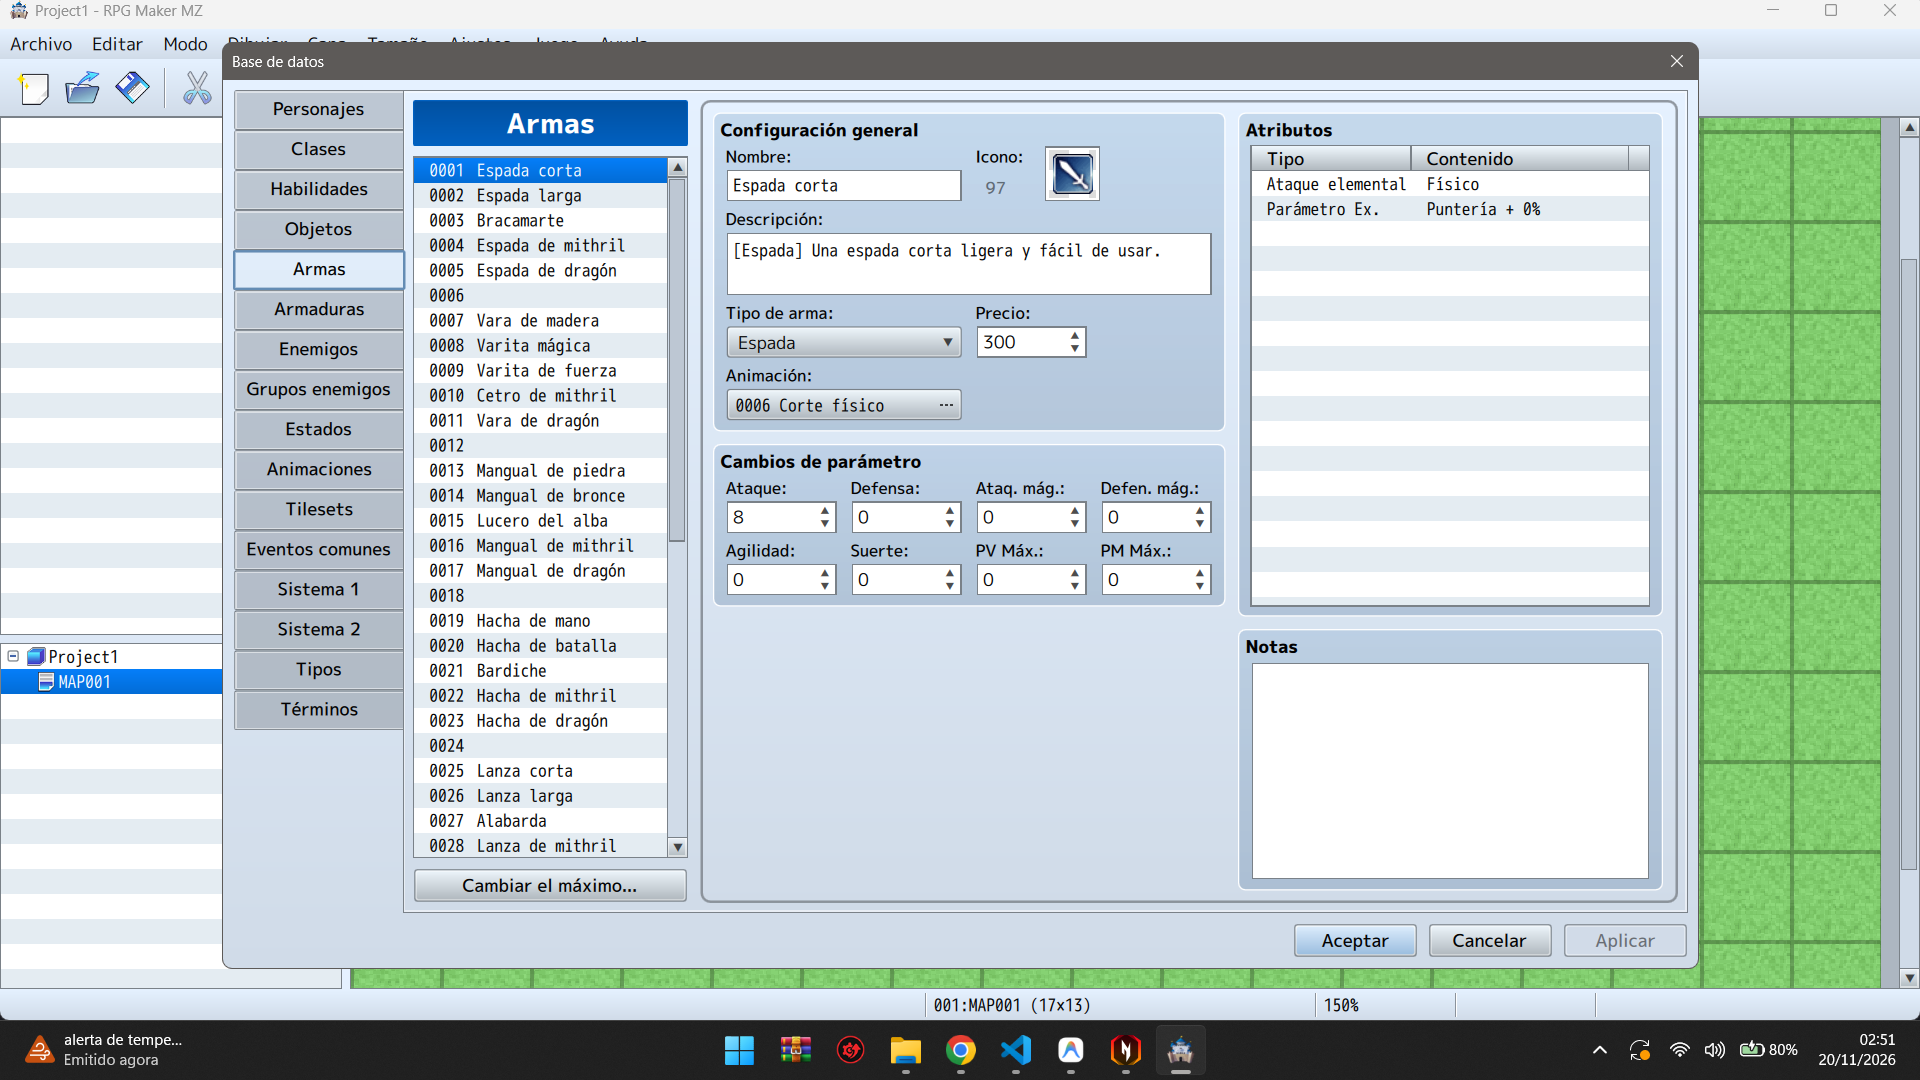 Project1 - RPG Maker MZ
Archivo Editar Modo
Base de datos
Personajes
Clases
Habilidades
Objetos
Armas
Armaduras
Enemigos
Grupos enemigos
Estados
Animaciones
Tilesets
Eventos comunes
Sistema 1
Sistema 2
Tipos
Términos
Project1
MAP001
Armas
0001 Espada corta
0002 Espada larga
0003 Bracamarte
0004 Espada de mithril
0005 Espada de dragón
0006
0007 Vara de madera
0008 Varita mágica
0009 Varita de fuerza
0010 Cetro de mithril
0011 Vara de dragón
0012
0013 Mangual de piedra
0014 Mangual de bronce
0015 Lucero del alba
0016 Mangual de mithril
0017 Mangual de dragón
0018
0019 Hacha de mano
0020 Hacha de batalla
0021 Bardiche
0022 Hacha de mithril
0023 Hacha de dragón
0024
0025 Lanza corta
0026 Lanza larga
0027 Alabarda
0028 Lanza de mithril
Cambiar el máximo...
Configuración general
Nombre: Icono:
Espada corta 97
Descripción:
[Espada] Una espada corta ligera y fácil de usar.
Tipo de arma: Precio:
Espada 300
Animación:
0006 Corte físico ...
Cambios de parámetro
Ataque: Defensa: Ataq. mág.: Defen. mág.:
8 0 0 0
Agilidad: Suerte: PV Máx.: PM Máx.:
0 0 0 0
Atributos
Tipo Contenido
Ataque elemental Físico
Parámetro Ex. Puntería + 0%
Notas
Aceptar Cancelar Aplicar
001:MAP001 (17×13) 150%
alerta de tempe...
Emitido agora
80%
02:51
20/11/2026